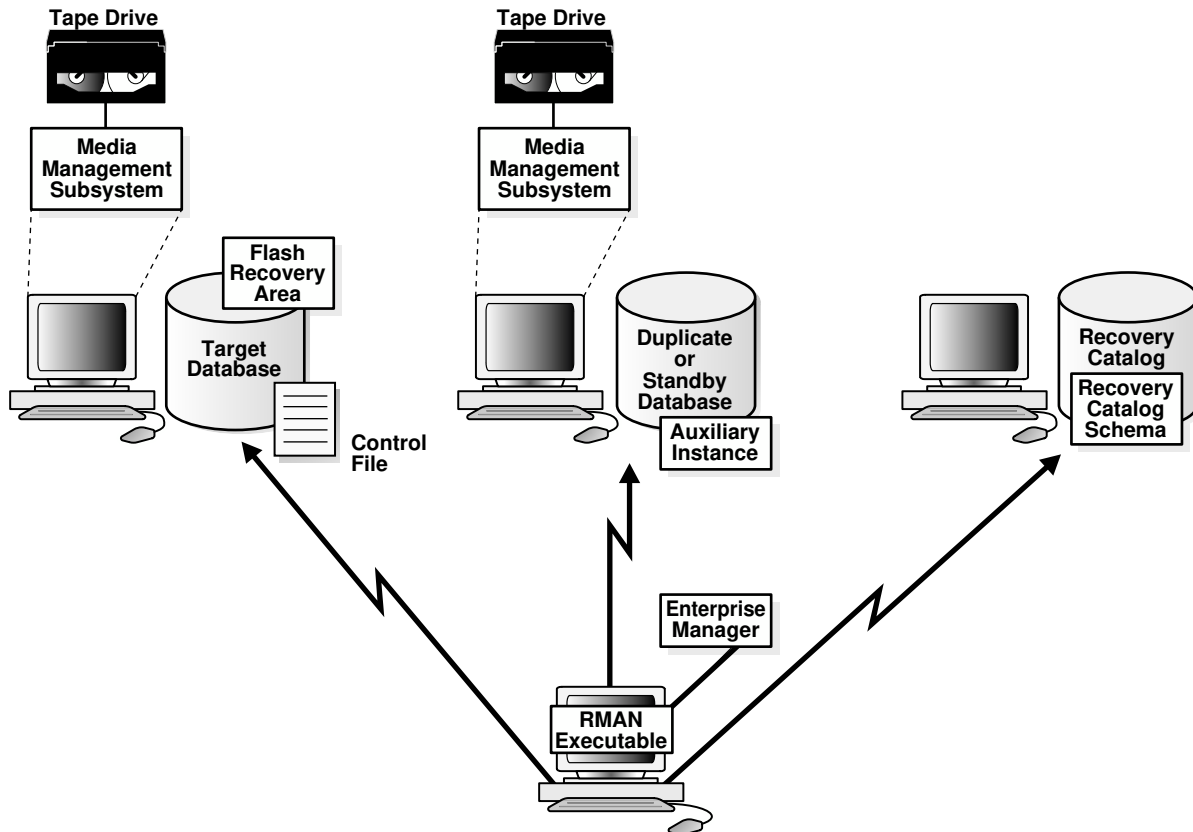 Tape Drive
Tape Drive
Media
Management
Subsystem
Media
Management
Subsystem
Flash
Recovery
Area
Target
Database
Control
File
Duplicate
or
Standby
Database
Auxiliary
Instance
Recovery
Catalog
Recovery
Catalog
Schema
Enterprise
Manager
RMAN
Executable